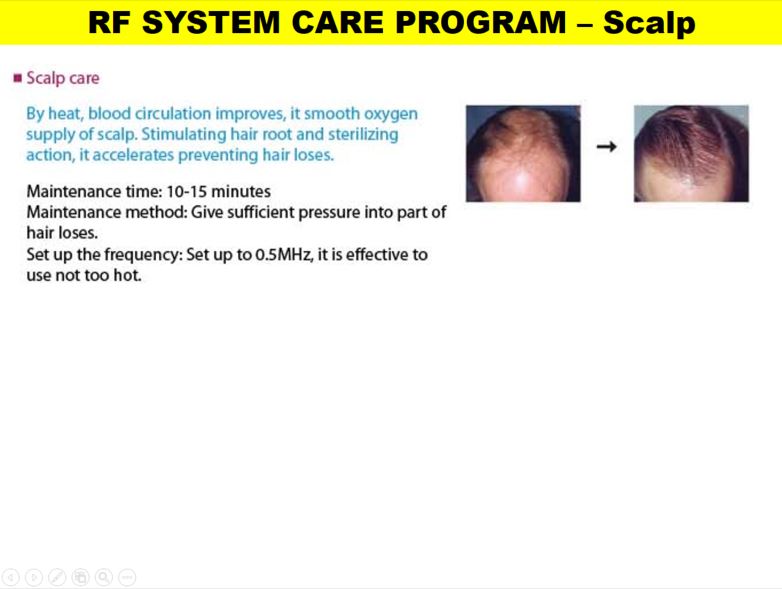 RF SYSTEM CARE PROGRAM – Scalp
Scalp care
By heat, blood circulation improves, it smooth oxygen
supply of scalp. Stimulating hair root and sterilizing
action, it accelerates preventing hair loses.
Maintenance time: 10-15 minutes
Maintenance method: Give sufficient pressure into part of
hair loses.
Set up the frequency: Set up to 0.5MHz, it is effective to
use not too hot.